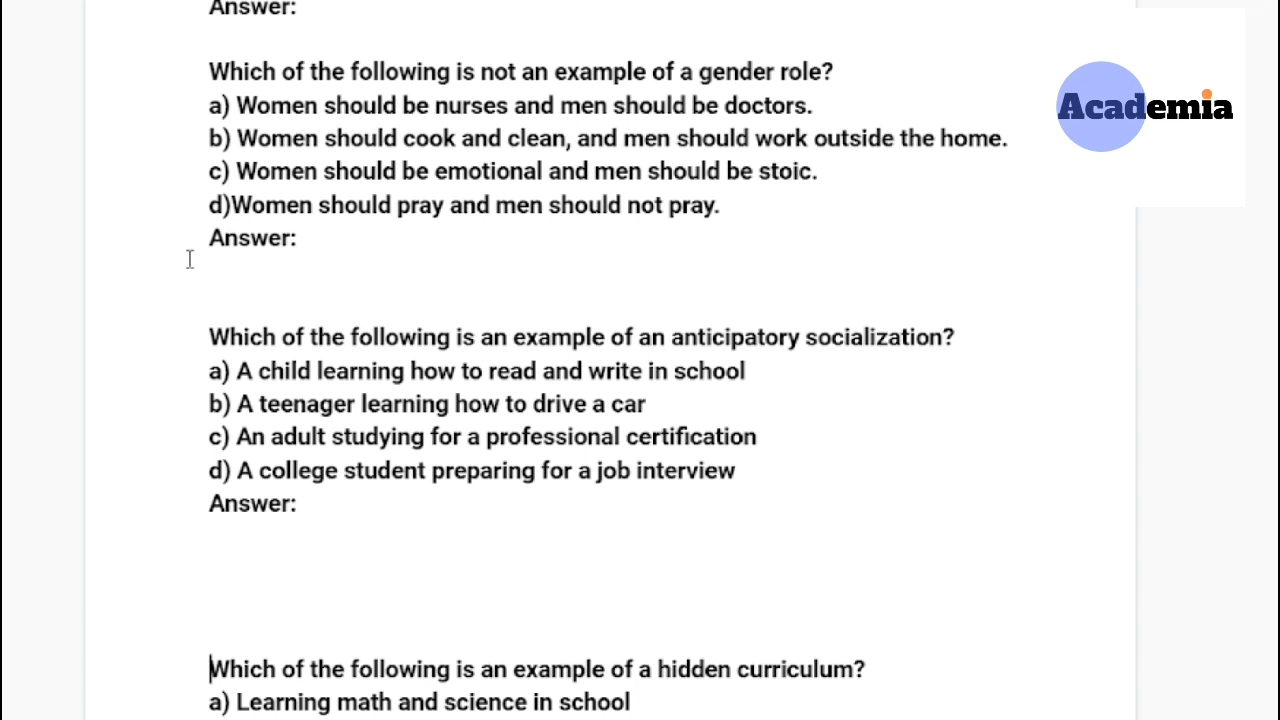 Answer:
Which of the following is not an example of a gender role?
a) Women should be nurses and men should be doctors.
b) Women should cook and clean, and men should work outside the home.
c) Women should be emotional and men should be stoic.
d)Women should pray and men should not pray.
Answer:
Which of the following is an example of an anticipatory socialization?
a) A child learning how to read and write in school
b) A teenager learning how to drive a car
c) An adult studying for a professional certification
d) A college student preparing for a job interview
Answer:
Which of the following is an example of a hidden curriculum?
a) Learning math and science in school
Academia